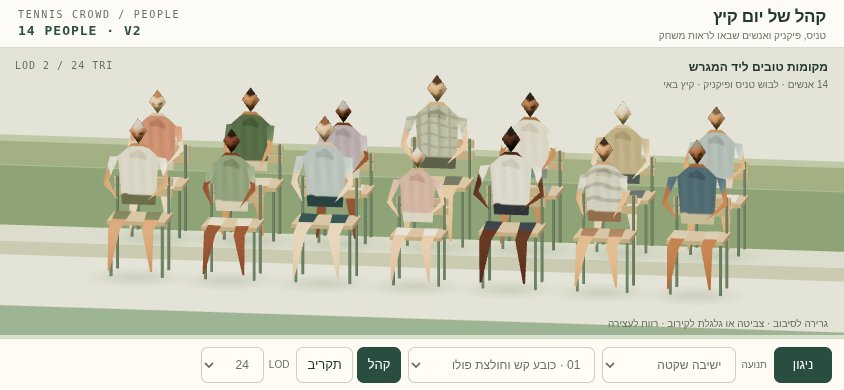 TENNIS CROWD / PEOPLE
14 PEOPLE · V2
קהל של יום קיץ
טניס, פיקניק ואנשים שבאו לראות משחק
LOD 2 / 24 TRI
מקומות טובים ליד המגרש
14 אנשים · לבוש טניס ופיקניק · קיץ באי
גרירה לסיבוב · צביטה או גלגלת לקירוב · רווח לעצירה
ניגון
תנועה
ישיבה שקטה
01 · כובע קש וחולצת פולו
קהל
תקריב
LOD
24